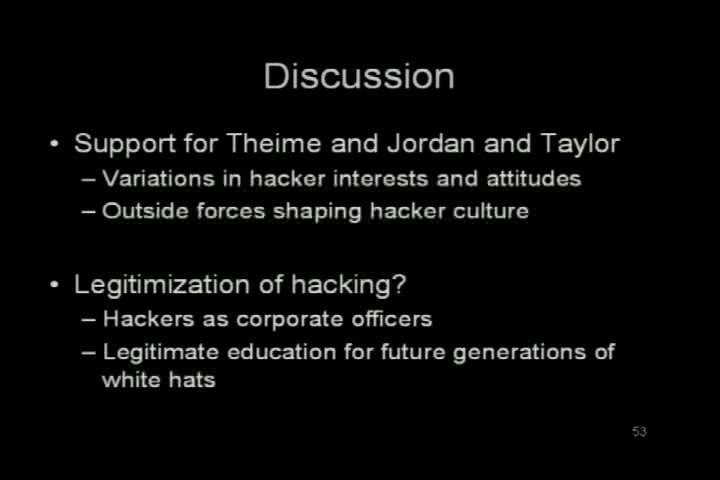 Discussion
• Support for Theime and Jordan and Taylor
– Variations in hacker interests and attitudes
– Outside forces shaping hacker culture
• Legitimization of hacking?
– Hackers as corporate officers
– Legitimate education for future generations of
white hats
53